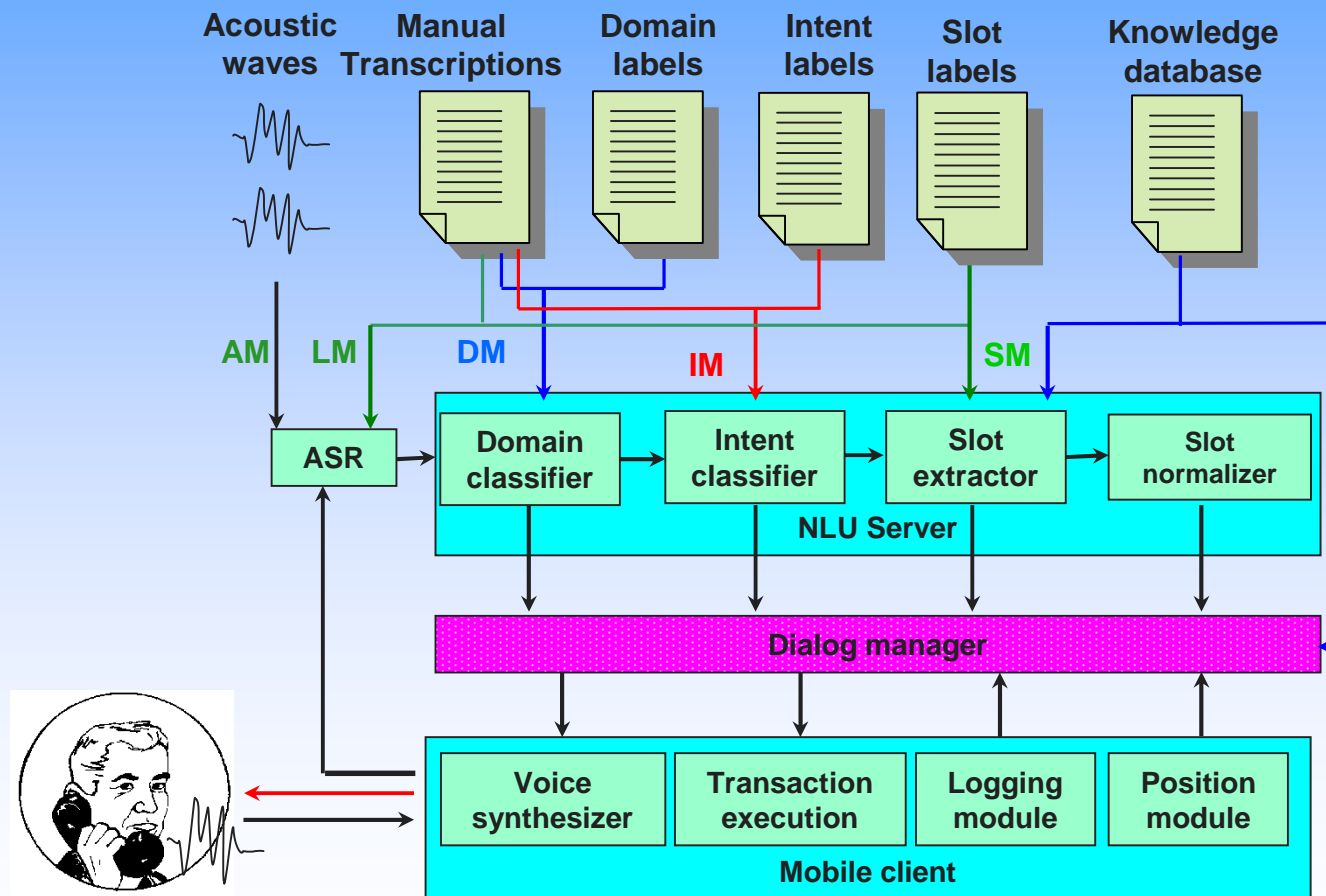 Acoustic
waves
Manual
Transcriptions
Domain
labels
Intent
labels
Slot
labels
Knowledge
database
AM
LM
DM
IM
SM
ASR
Domain
classifier
Intent
classifier
Slot
extractor
Slot
normalizer
NLU Server
Dialog manager
Voice
synthesizer
Transaction
execution
Logging
module
Position
module
Mobile client